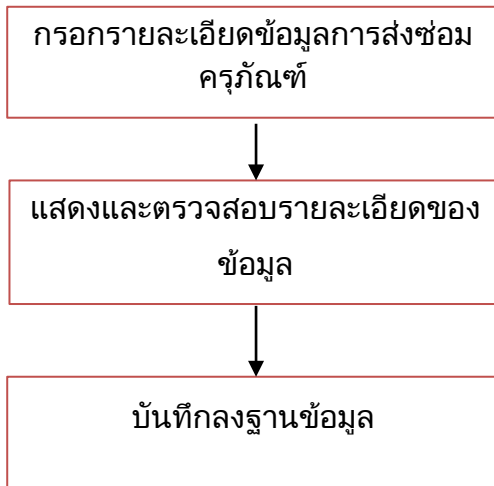 กรอกรายละเอียดข้อมูลการส่งซ่อม
ครุภัณฑ์
แสดงและตรวจสอบรายละเอียดของ
ข้อมูล
บันทึกลงฐานข้อมูล